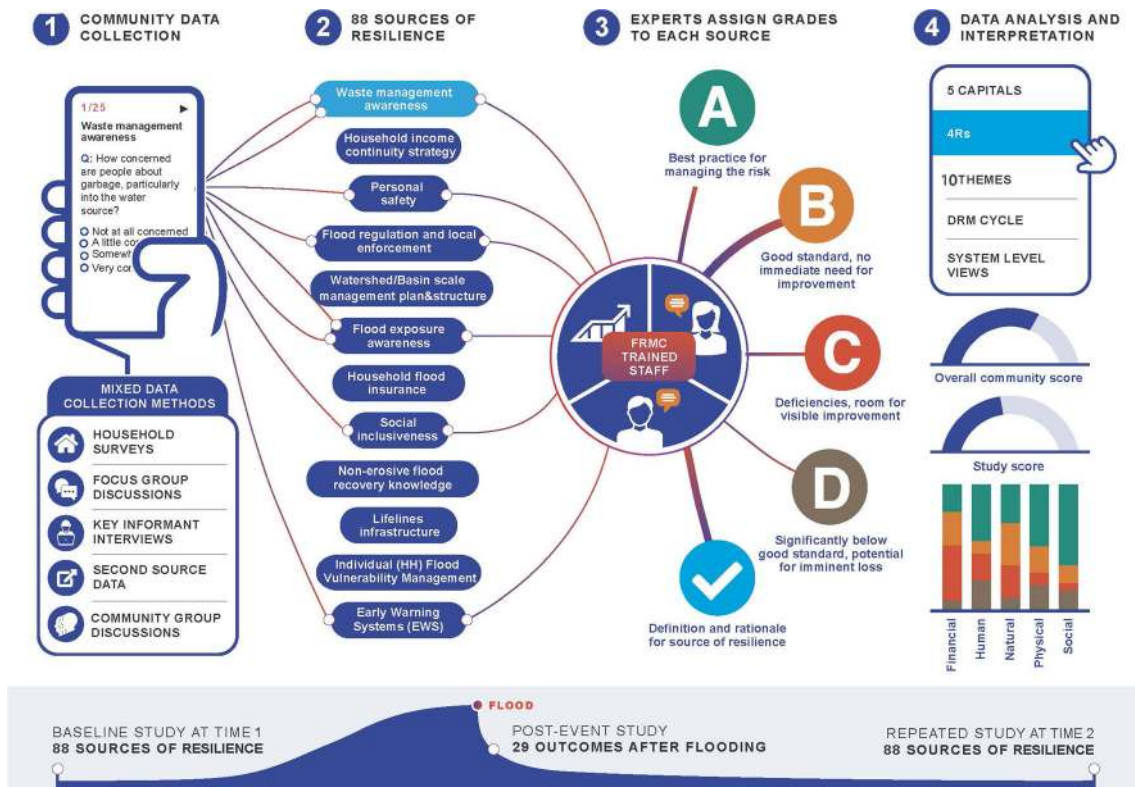 1 COMMUNITY DATA
COLLECTION
1/25
Waste management
awareness
Q: How concerned
are people about
garbage, particularly
into the water
source?
Not at all concerned
A little co
Somewh
Very con
MIXED DATA
COLLECTION METHODS
HOUSEHOLD
SURVEYS
FOCUS GROUP
DISCUSSIONS
KEY INFORMANT
INTERVIEWS
SECOND SOURCE
DATA
COMMUNITY GROUP
DISCUSSIONS
2 88 SOURCES OF
RESILIENCE
Waste management
awareness
Household income
continuity strategy
Personal
safety
Flood regulation and local
enforcement
Watershed/Basin scale
management plan&structure
Flood exposure
awareness
Household flood
insurance
Social
inclusiveness
Non-erosive flood
recovery knowledge
Lifelines
infrastructure
Individual (HH) Flood
Vulnerability Management
Early Warning
Systems (EWS)
3 EXPERTS ASSIGN GRADES
TO EACH SOURCE
FRMC
TRAINED
STAFF
A
Best practice for
managing the risk
B
Good standard, no
immediate need for
improvement
C
Deficiencies, room for
visible improvement
D
Significantly below
good standard, potential
for imminent loss
Definition and rationale
for source of resilience
4 DATA ANALYSIS AND
INTERPRETATION
5 CAPITALS
4Rs
10THEMES
DRM CYCLE
SYSTEM LEVEL
VIEWS
Overall community score
Study score
Financial
Human
Natural
Physical
Social
BASELINE STUDY AT TIME 1
88 SOURCES OF RESILIENCE
FLOOD
POST-EVENT STUDY
29 OUTCOMES AFTER FLOODING
REPEATED STUDY AT TIME 2
88 SOURCES OF RESILIENCE